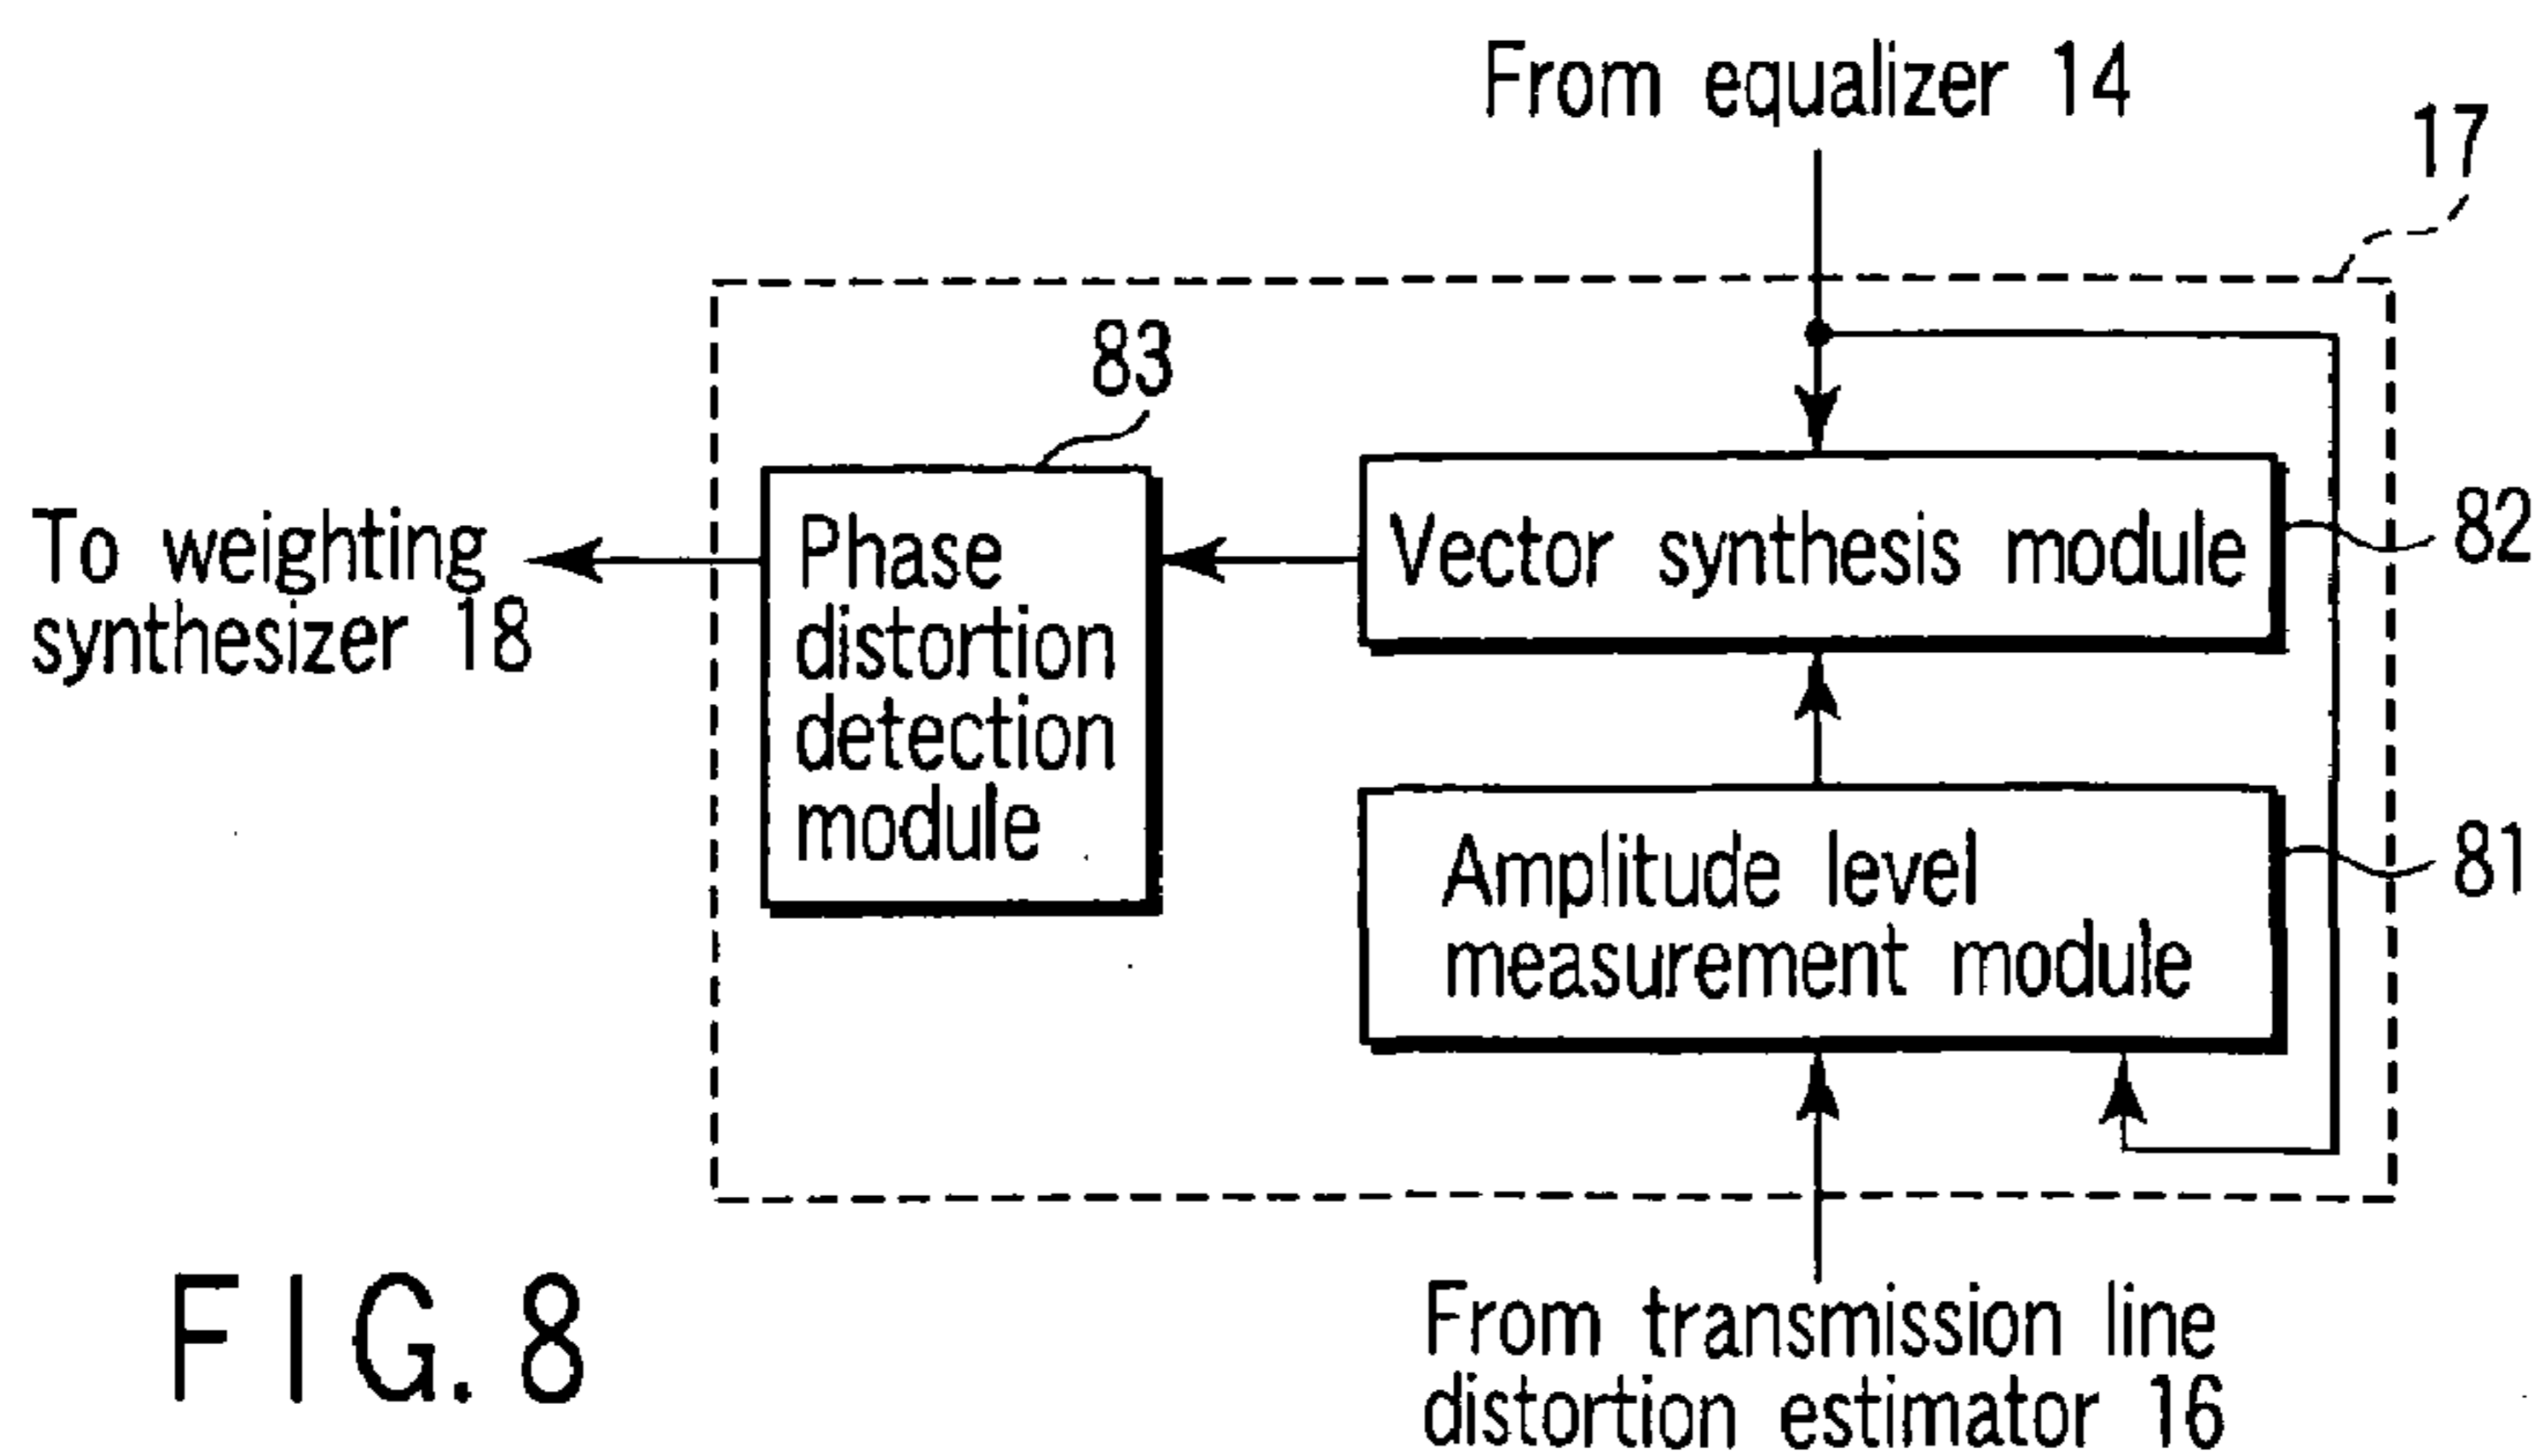 From equalizer 14
17
83
To weighting
synthesizer 18
Phase
distortion
detection
module
Vector synthesis module
82
Amplitude level
measurement module
81
From transmission line
distortion estimator 16
FIG. 8